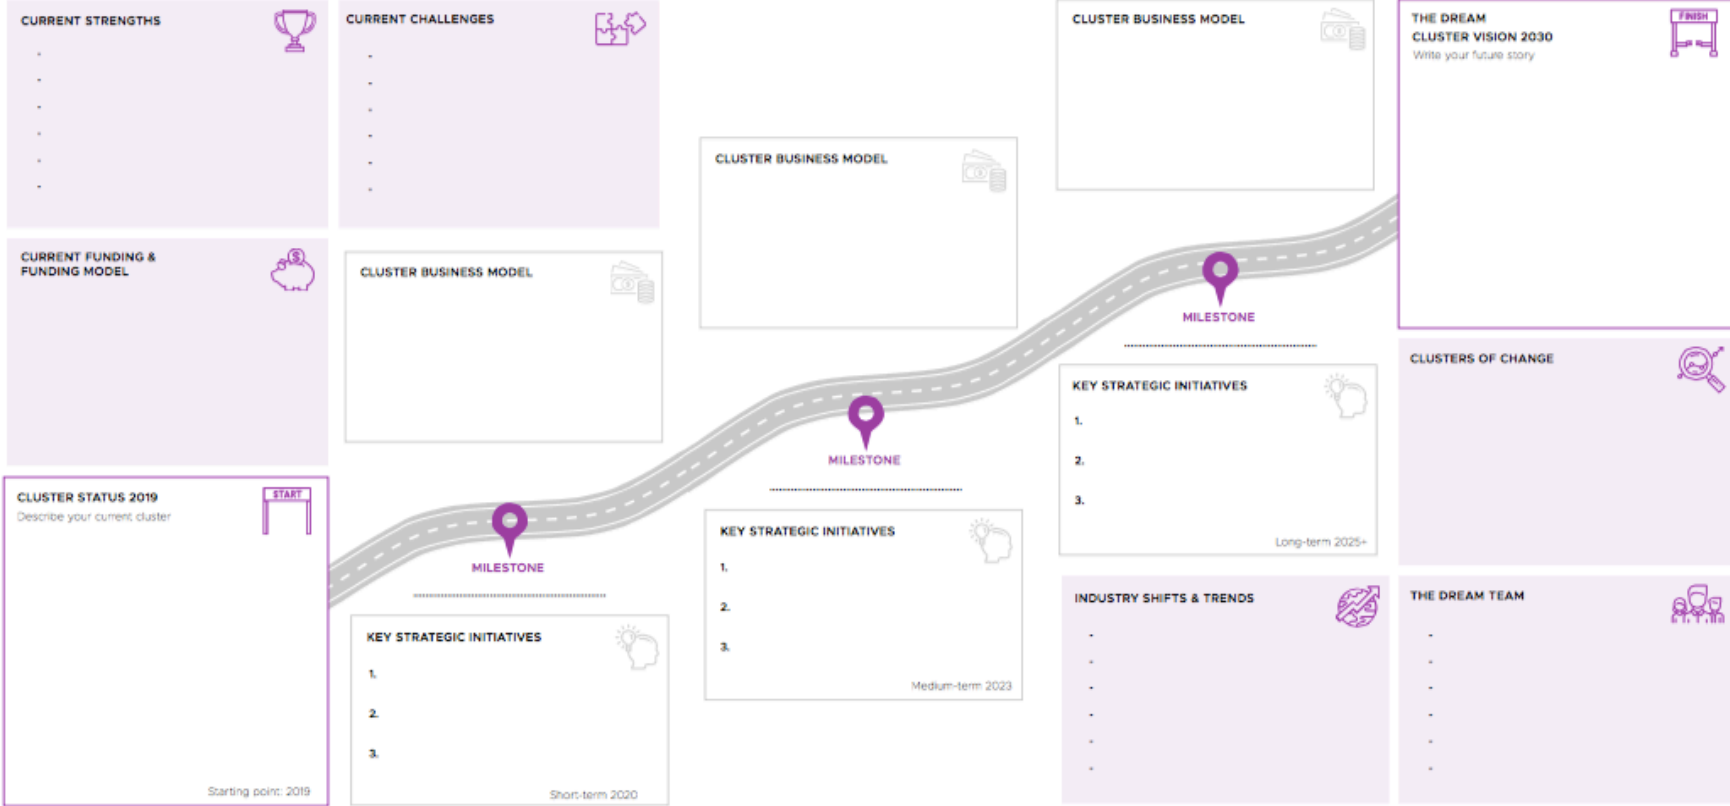 CURRENT STRENGTHS
-
-
-
-
-
-
CURRENT CHALLENGES
-
-
-
-
-
-
CURRENT FUNDING &
FUNDING MODEL
CLUSTER STATUS 2019
Describe your current cluster
START
Starting point: 2019
CLUSTER BUSINESS MODEL
MILESTONE
KEY STRATEGIC INITIATIVES
1.
2.
3.
Short-term 2020
CLUSTER BUSINESS MODEL
MILESTONE
KEY STRATEGIC INITIATIVES
1.
2.
3.
Medium-term 2023
CLUSTER BUSINESS MODEL
MILESTONE
KEY STRATEGIC INITIATIVES
1.
2.
3.
Long-term 2025+
THE DREAM
CLUSTER VISION 2030
Write your future story
FINISH
CLUSTERS OF CHANGE
INDUSTRY SHIFTS & TRENDS
-
-
-
-
-
-
THE DREAM TEAM
-
-
-
-
-
-